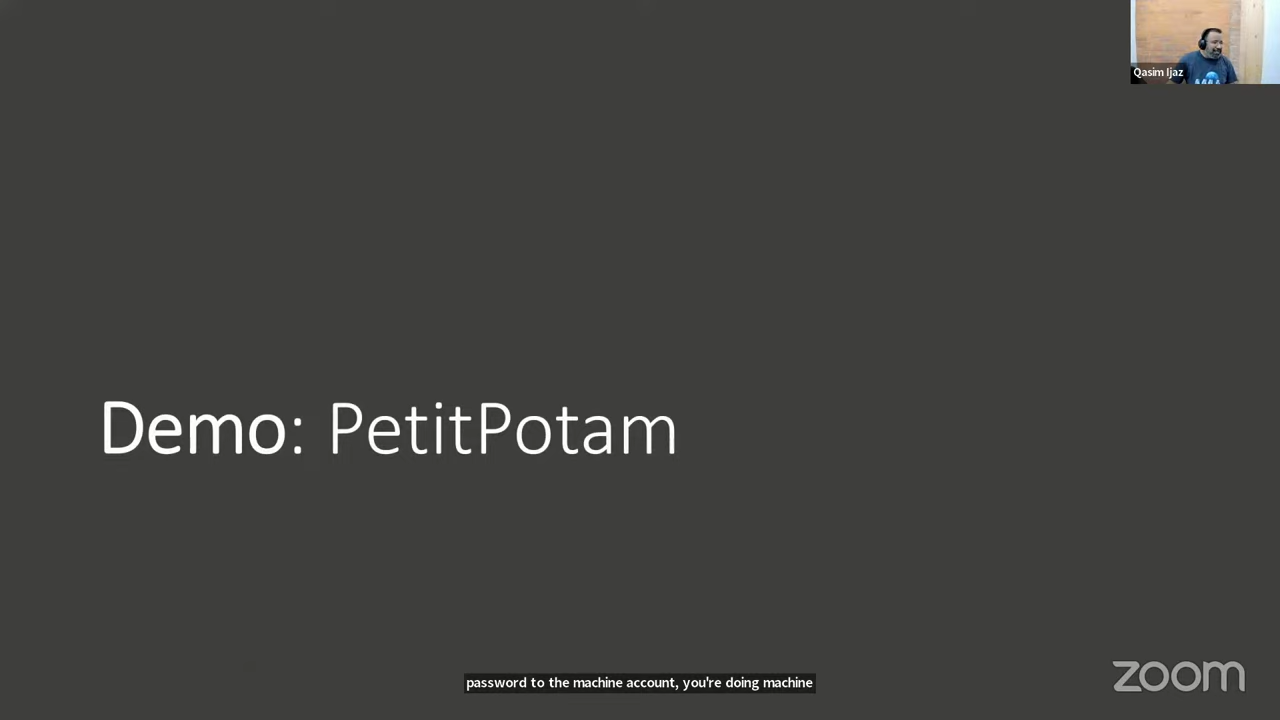 Qasim Ijaz
Demo: PetitPotam
password to the machine account, you're doing machine
zoom